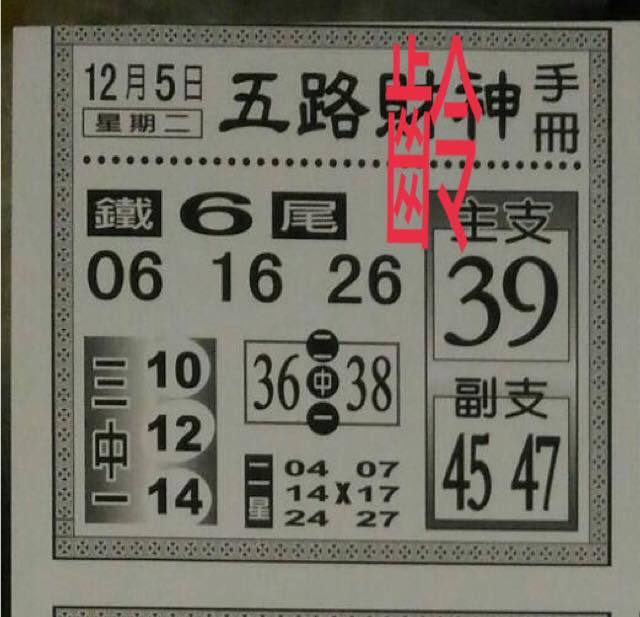 12月5日
星期二
五路財神
手冊
鐵 6 尾
06 16 26
主支
39
三中一
10
12
14
36 二中一 38
副支
45 47
二星
04 07
14 X 17
24 27